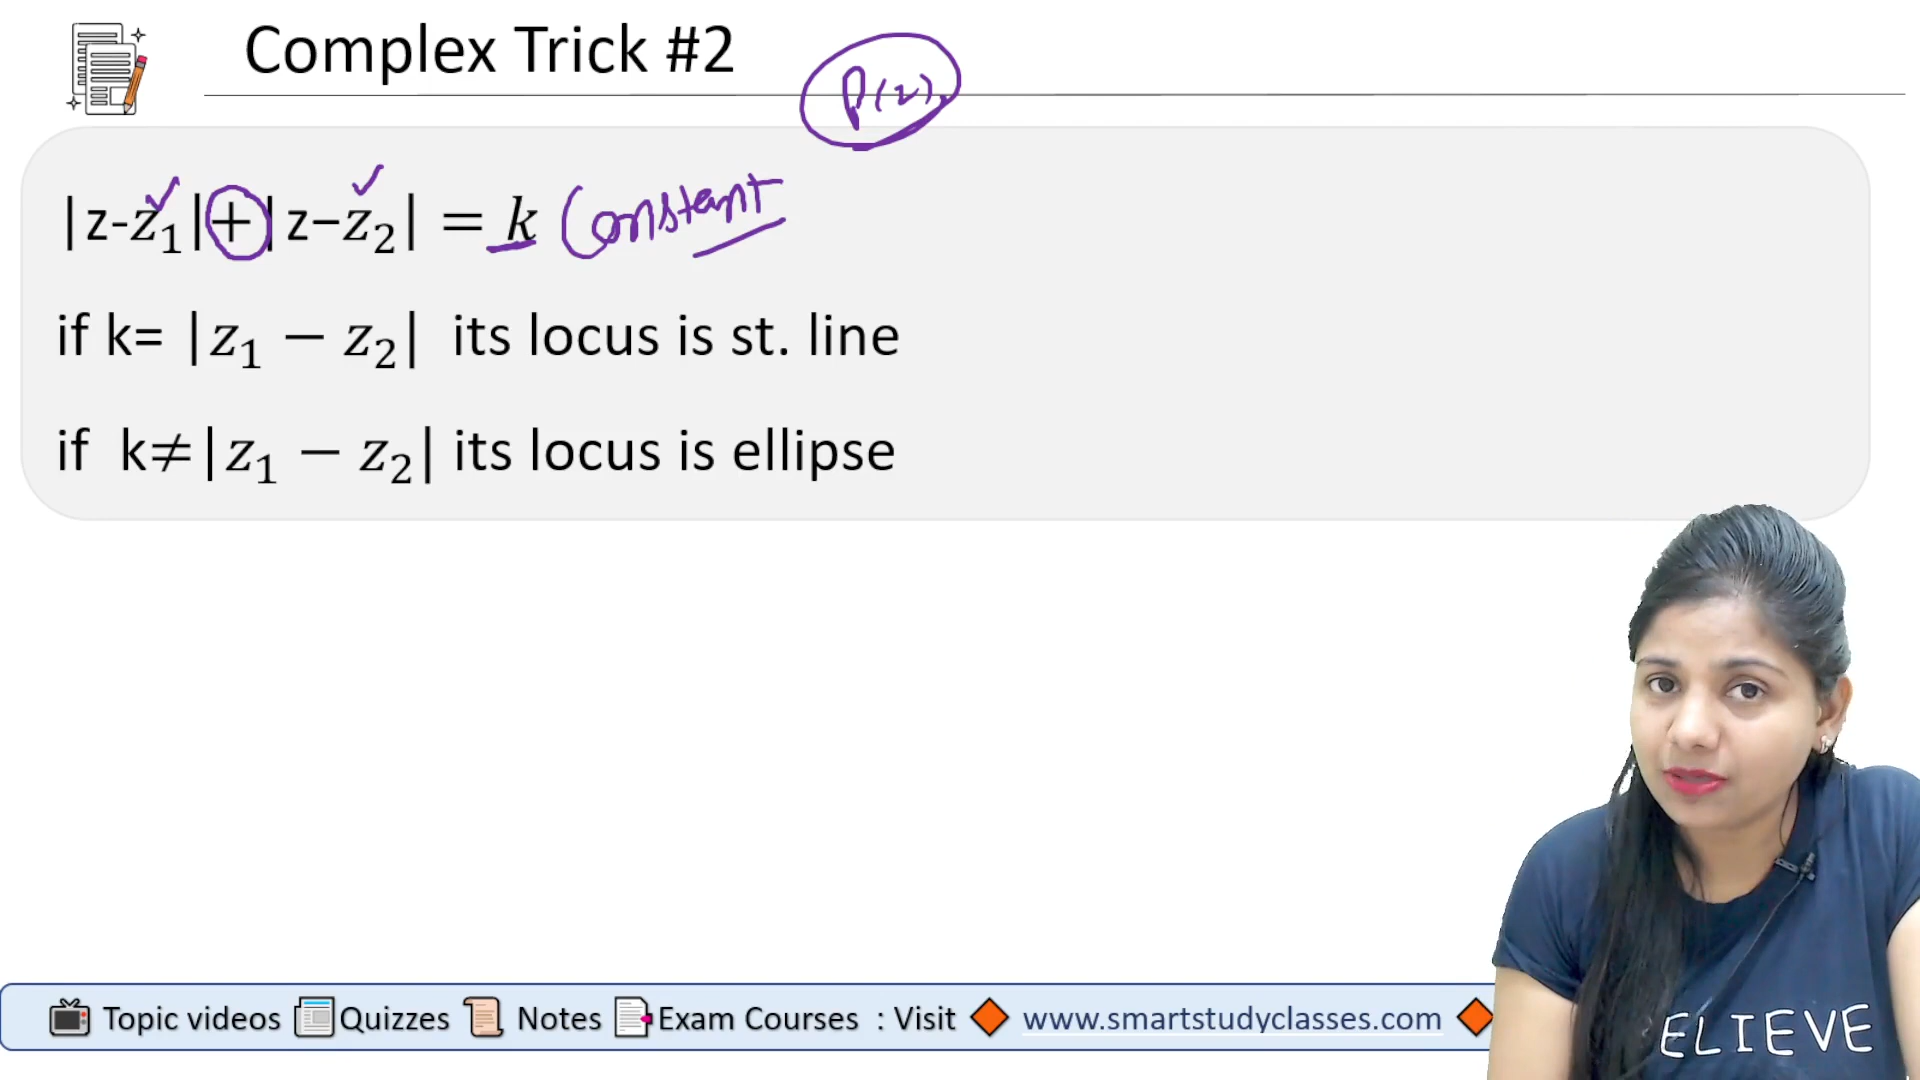 Complex Trick #2
P(z)
|z-z₁|+|z−z₂| = k (Constant
if k= |z₁ − z₂| its locus is st. line
if k≠|z₁ − z₂| its locus is ellipse
Topic videos Quizzes Notes Exam Courses : Visit www.smartstudyclasses.com
ELIEVE